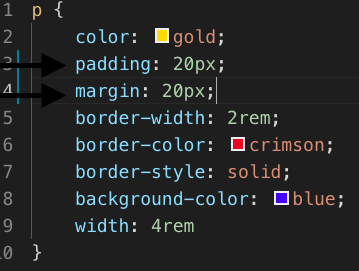 1 p {
2 color: gold;
3 padding: 20px;
4 margin: 20px;
5 border-width: 2rem;
6 border-color: crimson;
7 border-style: solid;
8 background-color: blue;
9 width: 4rem
10 }